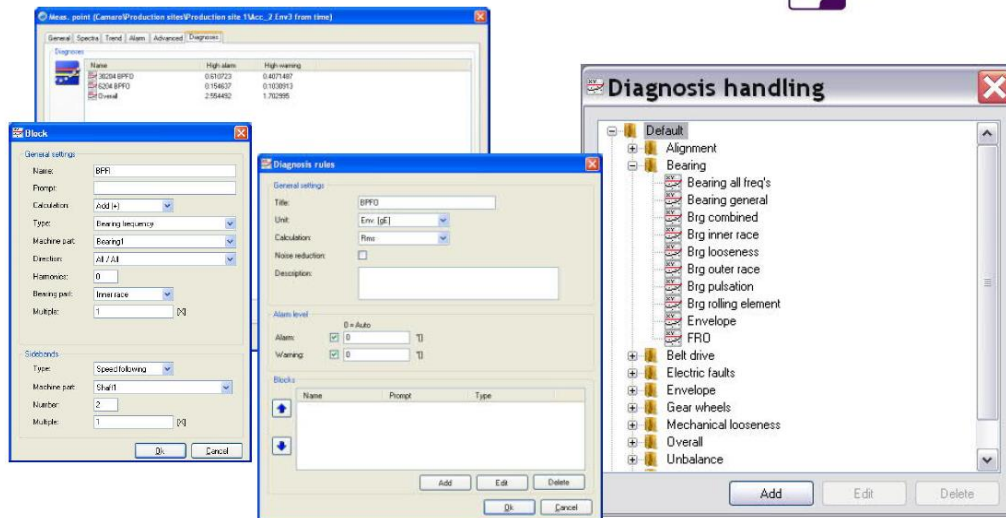 Meas. point (Camaro\Production sites\Production site 1\Acc_2.Env3 from time)
General Spectra Trend Alarm Advanced Diagnoses
Diagnoses
Name High alarm High warning
30204 BPFO 0.610723 0.4071487
6204 BPFO 0.154637 0.1030913
Overall 2.554492 1.702995
Block
General settings
Name: BPFI
Prompt:
Calculation: Add (+)
Type: Bearing frequency
Machine part: Bearing1
Direction: All / All
Harmonics: 0
Bearing part: Inner race
Multiple: 1 [X]
Sidebands
Type: Speed following
Machine part: Shaft1
Number: 2
Multiple: 1 [X]
Ok Cancel
Diagnosis rules
General settings
Title: BPFO
Unit: Env. [gE]
Calculation: Rms
Noise reduction:
Description:
Alarm level
0 = Auto
Alarm: 0
Warning: 0
Blocks
Name Prompt Type
Add Edit Delete
Ok Cancel
Diagnosis handling
Default
Alignment
Bearing
Bearing all freq's
Bearing general
Brg combined
Brg inner race
Brg looseness
Brg outer race
Brg pulsation
Brg rolling element
Envelope
FRO
Belt drive
Electric faults
Envelope
Gear wheels
Mechanical looseness
Overall
Unbalance
Add Edit Delete